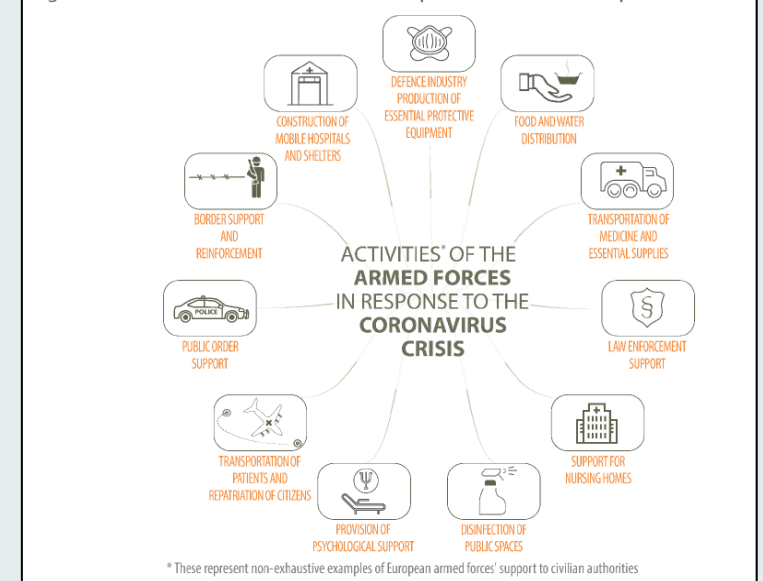 DEFENCE INDUSTRY
PRODUCTION OF
ESSENTIAL PROTECTIVE
EQUIPMENT
FOOD AND WATER
DISTRIBUTION
TRANSPORTATION OF
MEDICINE AND
ESSENTIAL SUPPLIES
§
LAW ENFORCEMENT
SUPPORT
SUPPORT FOR
NURSING HOMES
DISINFECTION OF
PUBLIC SPACES
Ψ
PROVISION OF
PSYCHOLOGICAL SUPPORT
TRANSPORTATION OF
PATIENTS AND
REPATRIATION OF CITIZENS
POLICE
PUBLIC ORDER
SUPPORT
BORDER SUPPORT
AND
REINFORCEMENT
CONSTRUCTION OF
MOBILE HOSPITALS
AND SHELTERS
ACTIVITIES* OF THE
ARMED FORCES
IN RESPONSE TO THE
CORONAVIRUS
CRISIS
* These represent non-exhaustive examples of European armed forces' support to civilian authorities